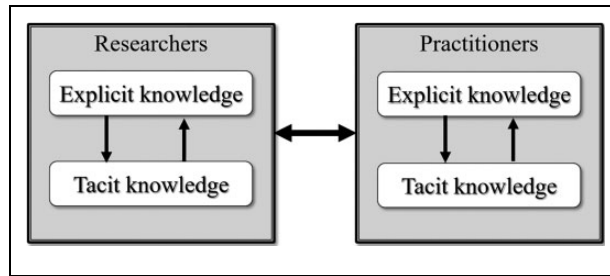 Researchers
Explicit knowledge
Tacit knowledge
Practitioners
Explicit knowledge
Tacit knowledge